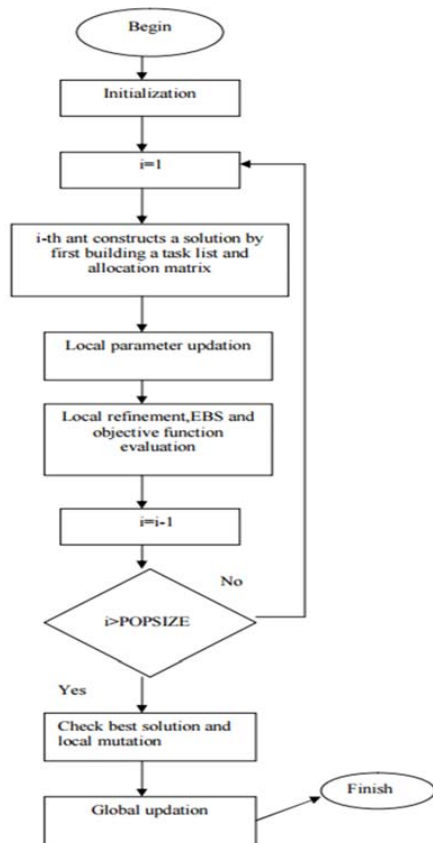 Begin
Initialization
i=1
i-th ant constructs a solution by
first building a task list and
allocation matrix
Local parameter updation
Local refinement,EBS and
objective function
evaluation
i=i-1
No
i>POPSIZE
Yes
Check best solution and
local mutation
Finish
Global updation